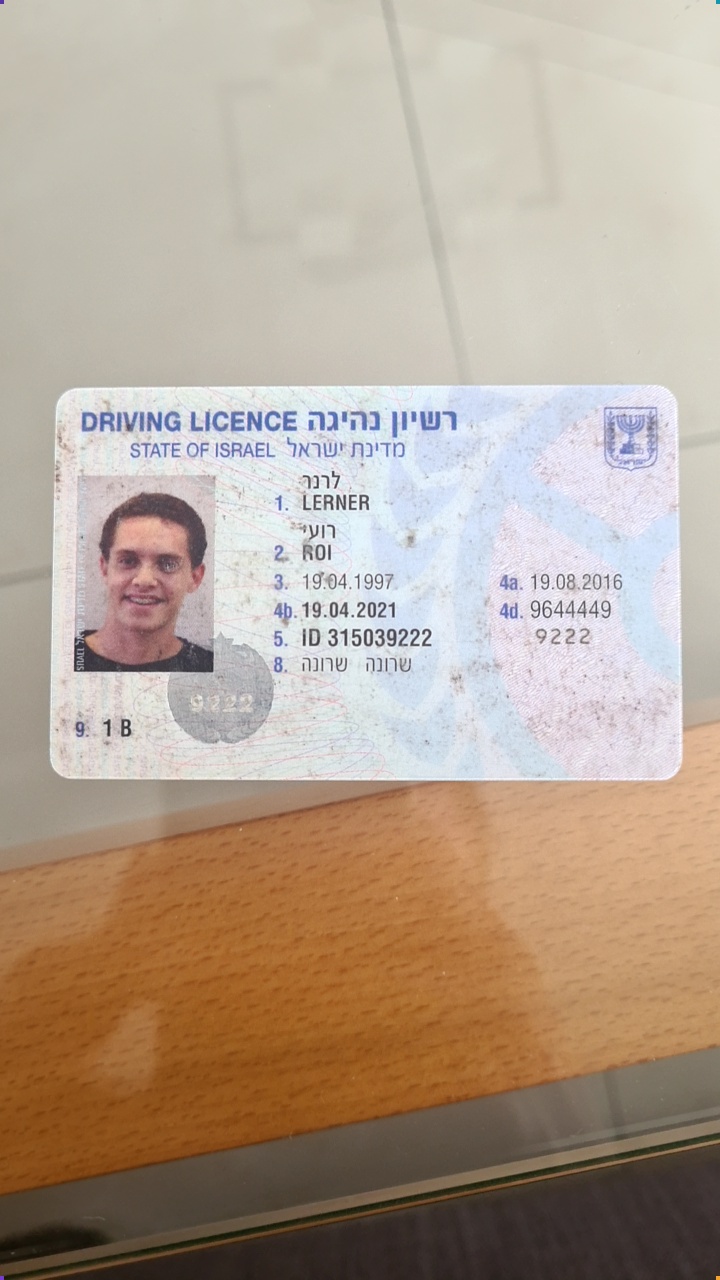 DRIVING LICENCE רשיון נהיגה
STATE OF ISRAEL מדינת ישראל
לרנר
1. LERNER
רועי
2. ROI
3. 19.04.1997 4a. 19.08.2016
4b. 19.04.2021 4d. 9644449
5. ID 315039222 9222
8. שרונה שרונה
9222
9. 1 B